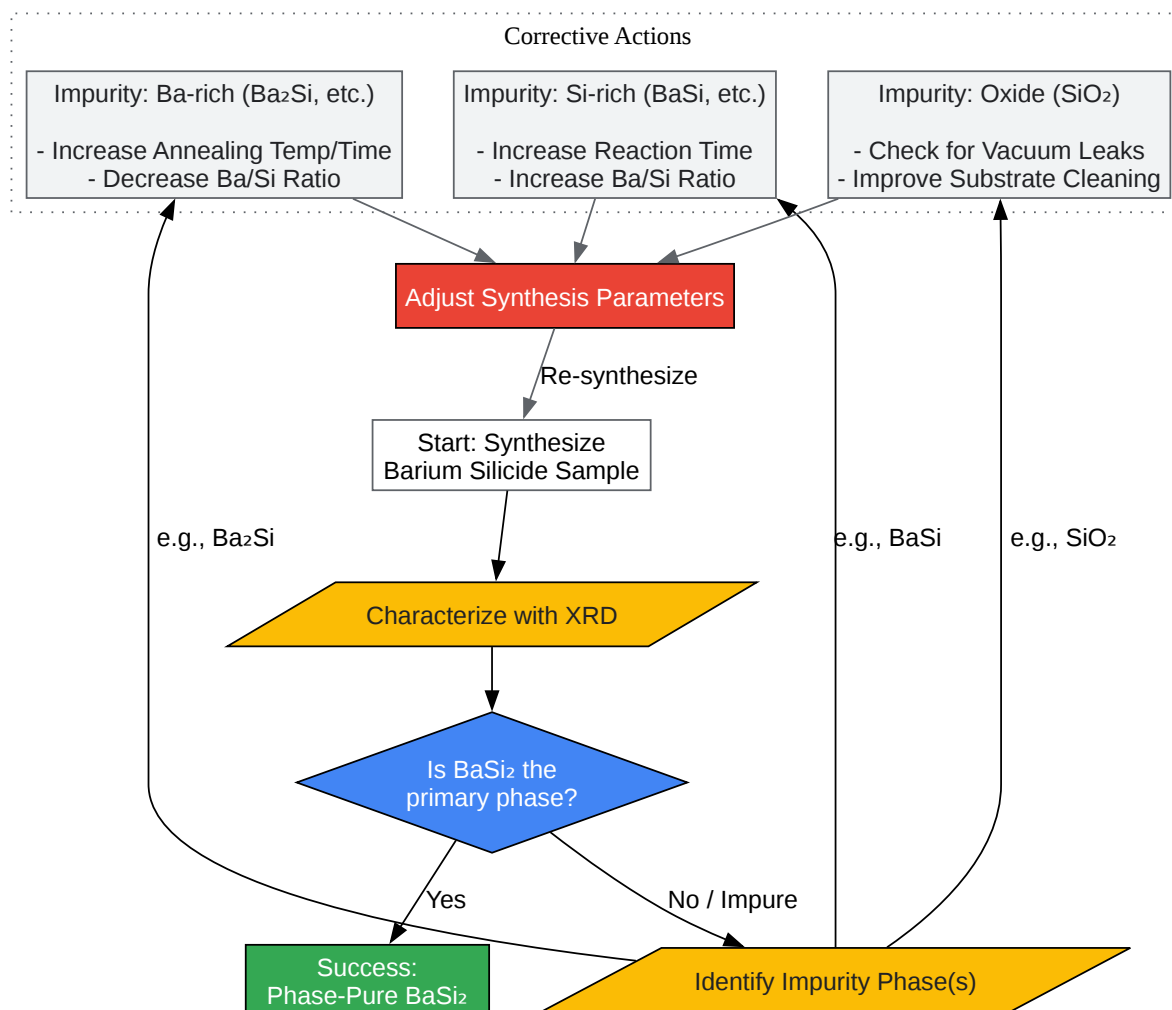 Corrective Actions
Impurity: Ba-rich (Ba₂Si, etc.)
- Increase Annealing Temp/Time
- Decrease Ba/Si Ratio
Impurity: Si-rich (BaSi, etc.)
- Increase Reaction Time
- Increase Ba/Si Ratio
Impurity: Oxide (SiO₂)
- Check for Vacuum Leaks
- Improve Substrate Cleaning
Adjust Synthesis Parameters
Re-synthesize
Start: Synthesize
Barium Silicide Sample
e.g., Ba₂Si
e.g., BaSi
e.g., SiO₂
Characterize with XRD
Is BaSi₂ the
primary phase?
Yes
No / Impure
Success:
Phase-Pure BaSi₂
Identify Impurity Phase(s)